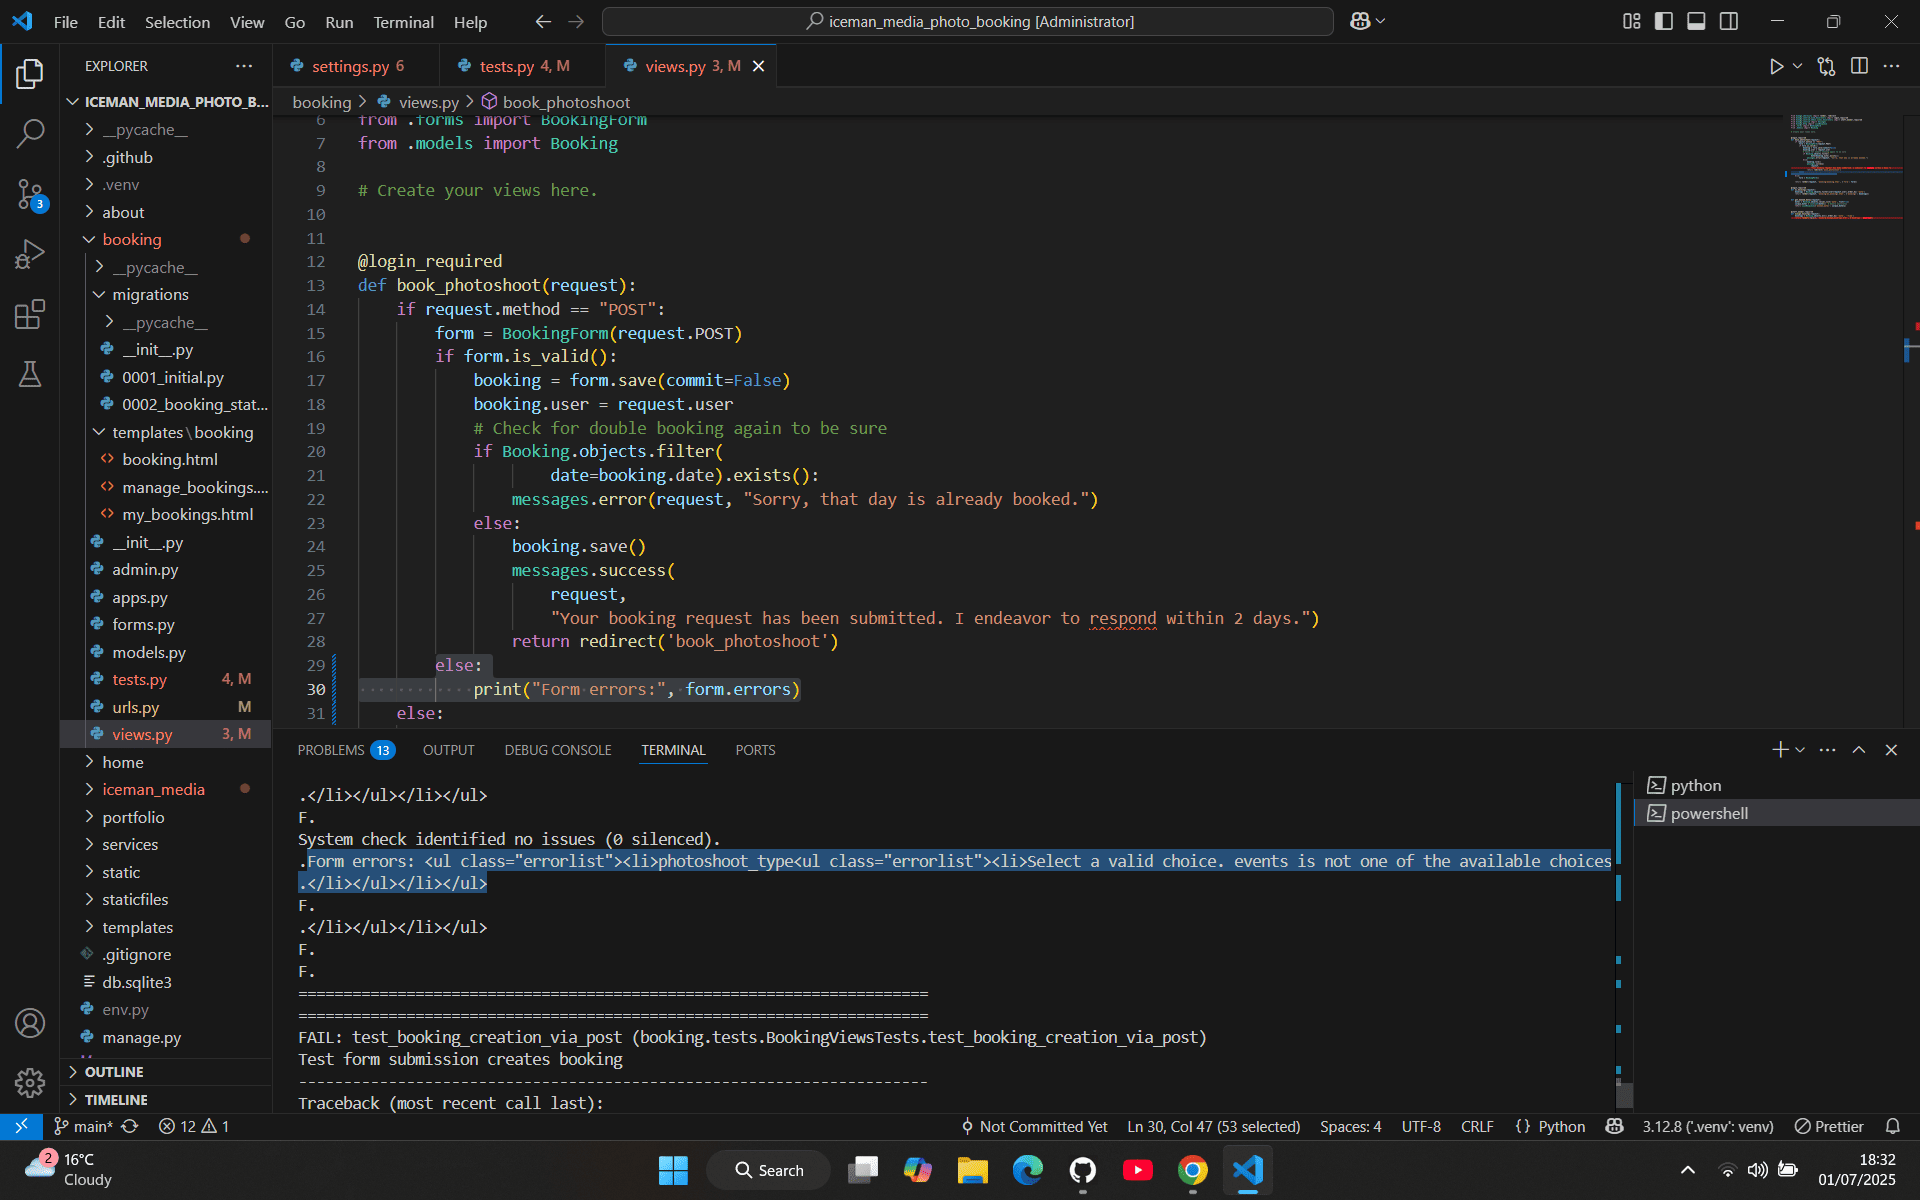 File Edit Selection View Go Run Terminal Help
iceman_media_photo_booking [Administrator]
EXPLORER
settings.py 6
tests.py 4, M
views.py 3, M
ICEMAN_MEDIA_PHOTO_B...
booking > views.py > book_photoshoot
__pycache__
.github
.venv
about
booking
__pycache__
migrations
__pycache__
__init__.py
0001_initial.py
0002_booking_stat...
templates\booking
booking.html
manage_bookings....
my_bookings.html
__init__.py
admin.py
apps.py
forms.py
models.py
tests.py 4, M
urls.py M
views.py 3, M
home
iceman_media
portfolio
services
static
staticfiles
templates
.gitignore
db.sqlite3
env.py
manage.py
OUTLINE
TIMELINE
3
6 from .forms import BookingForm
7 from .models import Booking
8
9 # Create your views here.
10
11
12 @login_required
13 def book_photoshoot(request):
14 if request.method == "POST":
15 form = BookingForm(request.POST)
16 if form.is_valid():
17 booking = form.save(commit=False)
18 booking.user = request.user
19 # Check for double booking again to be sure
20 if Booking.objects.filter(
21 date=booking.date).exists():
22 messages.error(request, "Sorry, that day is already booked.")
23 else:
24 booking.save()
25 messages.success(
26 request,
27 "Your booking request has been submitted. I endeavor to respond within 2 days.")
28 return redirect('book_photoshoot')
29 else:
30 ············print("Form·errors:",·form.errors)
31 else:
PROBLEMS 13 OUTPUT DEBUG CONSOLE TERMINAL PORTS
.</li></ul></li></ul>
F.
System check identified no issues (0 silenced).
.Form errors: <ul class="errorlist"><li>photoshoot_type<ul class="errorlist"><li>Select a valid choice. events is not one of the available choices
.</li></ul></li></ul>
F.
.</li></ul></li></ul>
F.
F.
======================================================================
======================================================================
FAIL: test_booking_creation_via_post (booking.tests.BookingViewsTests.test_booking_creation_via_post)
Test form submission creates booking
----------------------------------------------------------------------
Traceback (most recent call last):
python
powershell
main* 12 1
Not Committed Yet Ln 30, Col 47 (53 selected) Spaces: 4 UTF-8 CRLF {} Python 3.12.8 ('.venv': venv) Prettier
2
16°C
Cloudy
Search
18:32
01/07/2025